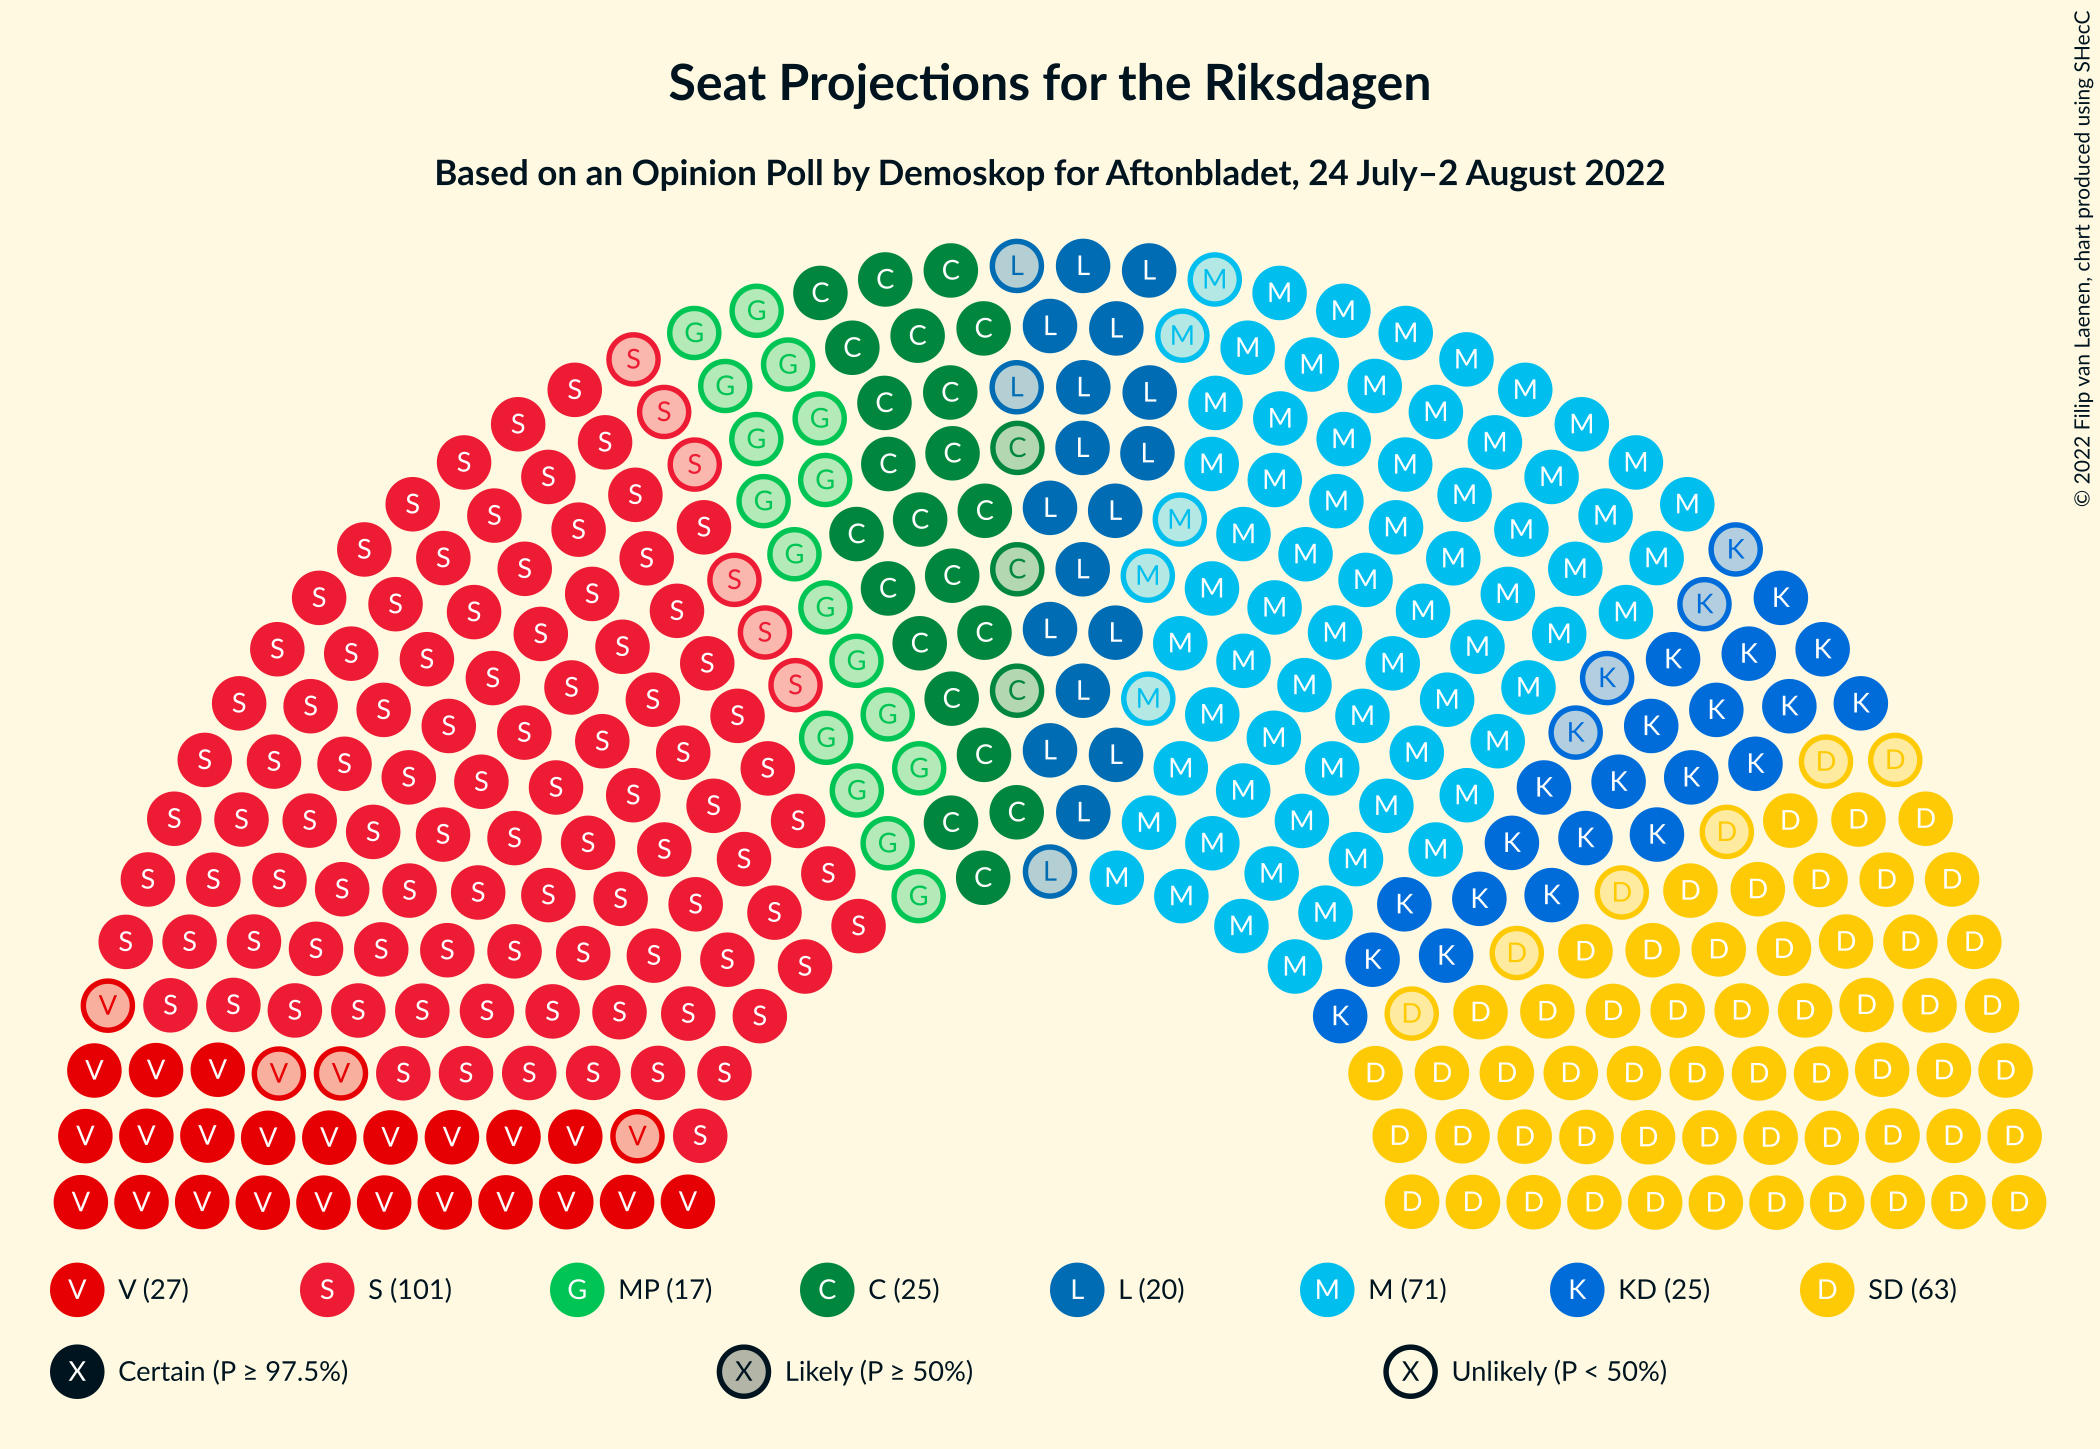 Seat Projections for the Riksdagen
Based on an Opinion Poll by Demoskop for Aftonbladet, 24 July–2 August 2022
© 2022 Filip van Laenen, chart produced using SHecC
V V (27) S S (101) G MP (17) C C (25) L L (20) M M (71) K KD (25) D SD (63)
X Certain (P ≥ 97.5%) X Likely (P ≥ 50%) X Unlikely (P < 50%)